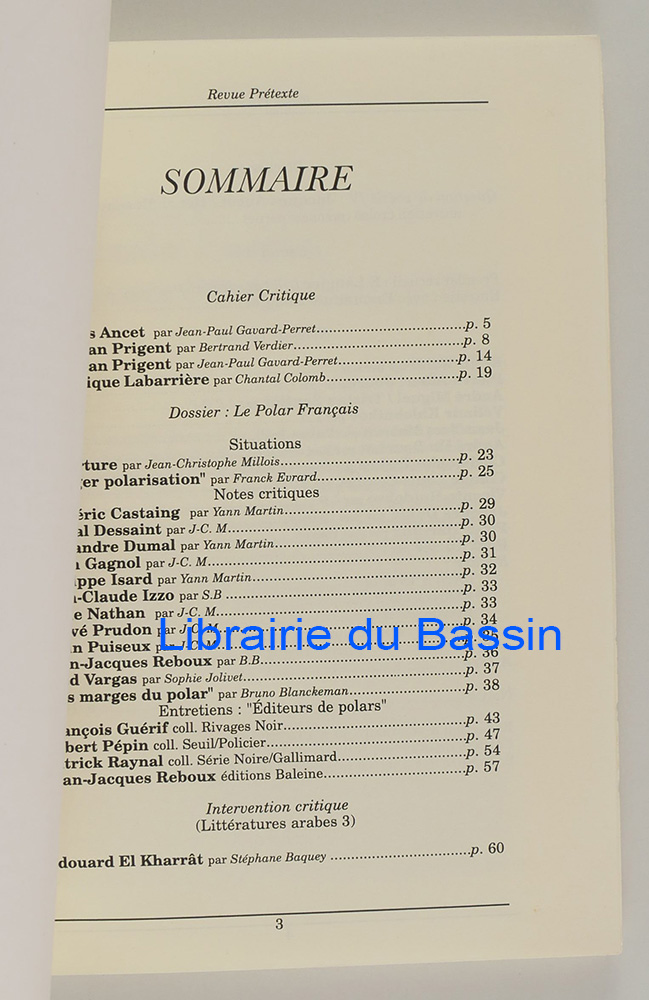 Revue Prétexte
SOMMAIRE
Cahier Critique
s Ancet par Jean-Paul Gavard-Perret p. 5
an Prigent par Bertrand Verdier p. 8
an Prigent par Jean-Paul Gavard-Perret p. 14
ique Labarrière par Chantal Colomb p. 19
Dossier : Le Polar Français
Situations
rture par Jean-Christophe Millois p. 23
ger polarisation" par Franck Evrard p. 25
Notes critiques
éric Castaing par Yann Martin p. 29
al Dessaint par J-C. M p. 30
andre Dumal par Yann Martin p. 30
n Gagnol par J-C. M p. 31
ippe Isard par Yann Martin p. 32
n-Claude Izzo par S.B p. 33
e Nathan par J-C. M p. 33
vé Prudon par J-C. M p. 34
n Puiseux par J-C. M p. 35
n-Jacques Reboux par B.B p. 36
d Vargas par Sophie Jolivet p. 37
s marges du polar" par Bruno Blanckeman p. 38
Entretiens : "Éditeurs de polars"
ançois Guérif coll. Rivages Noir p. 43
bert Pépin coll. Seuil/Policier p. 47
trick Raynal coll. Série Noire/Gallimard p. 54
an-Jacques Reboux éditions Baleine p. 57
Intervention critique
(Littératures arabes 3)
douard El Kharrât par Stéphane Baquey p. 60
3
Librairie du Bassin